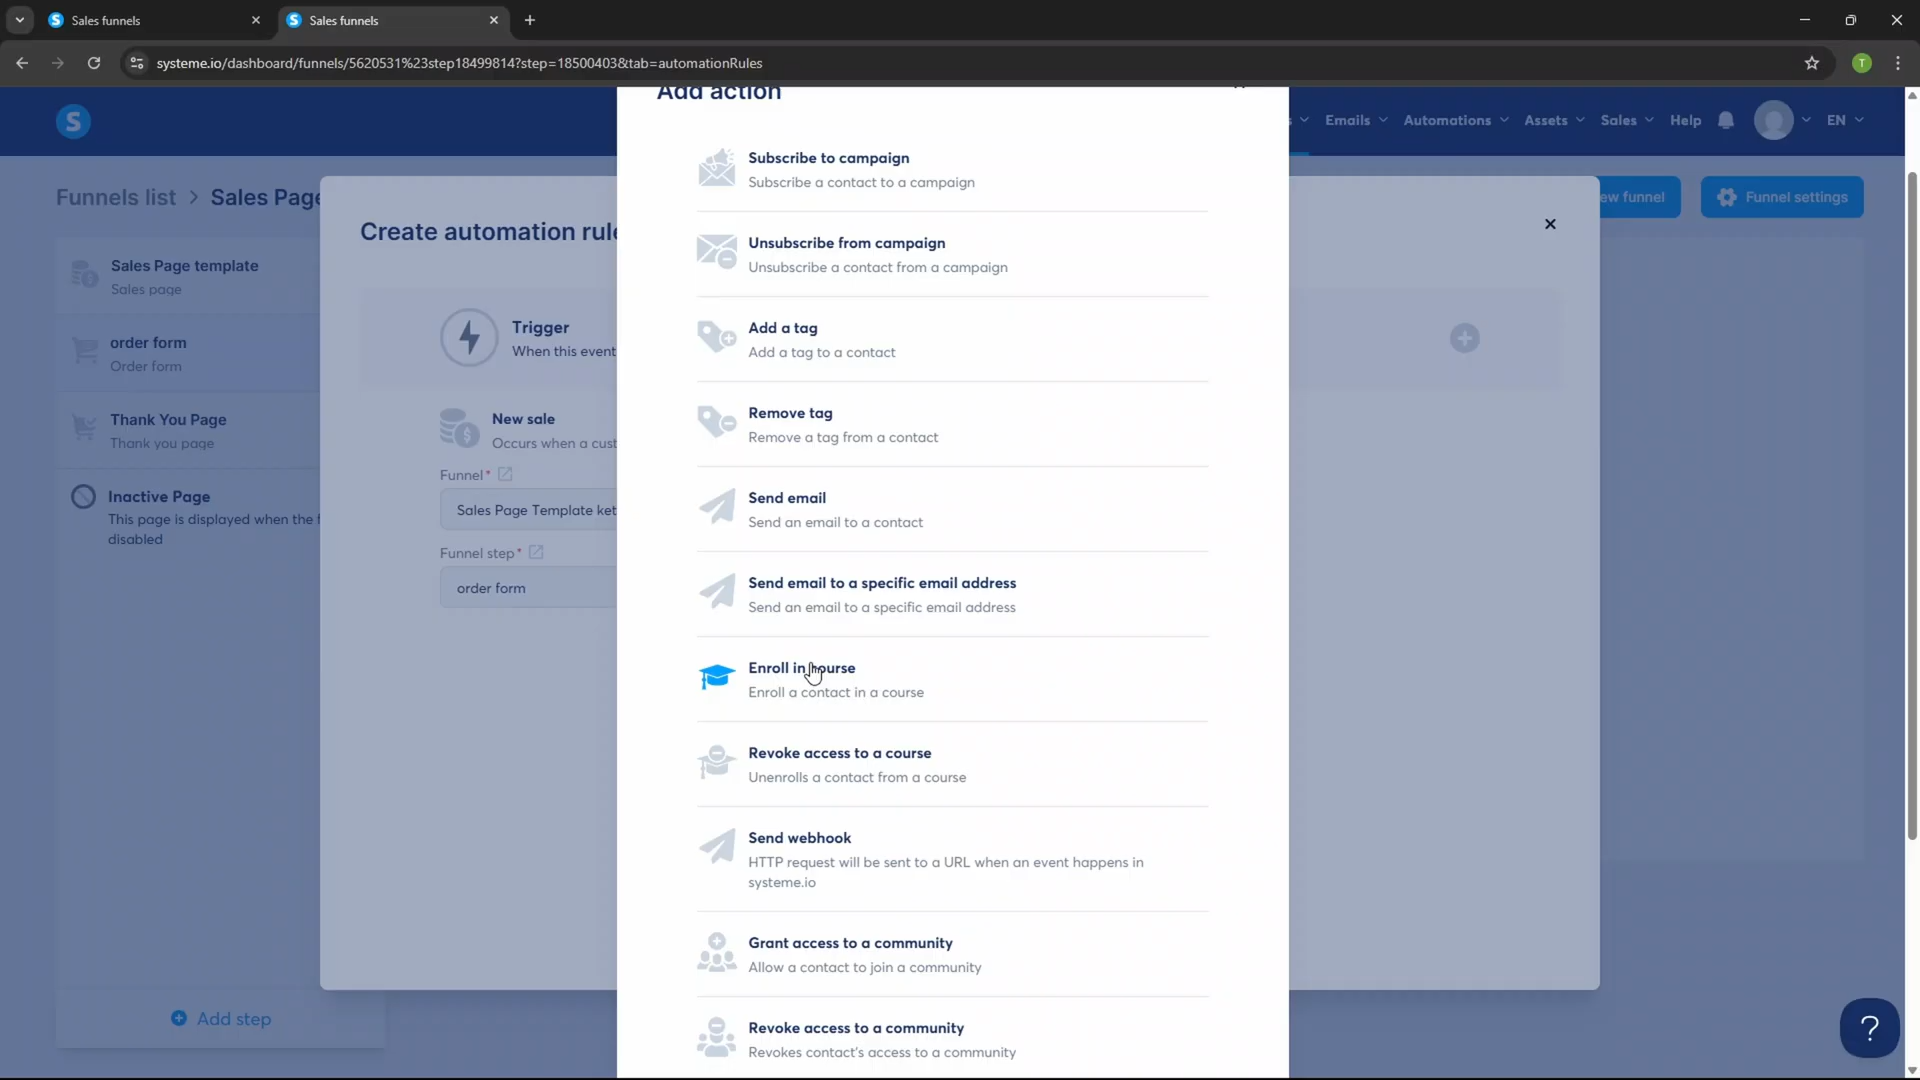 Sales funnels
Sales funnels
systeme.io/dashboard/funnels/5620531%23step18499814?step=18500403&tab=automationRules
T
Add action
S
Emails
Automations
Assets
Sales
Help
EN
Funnels list > Sales Page
ew funnel
Funnel settings
Create automation rule
Sales Page template
Sales page
order form
Order form
Thank You Page
Thank you page
Inactive Page
This page is displayed when the f
disabled
Add step
Trigger
When this event
New sale
Occurs when a cust
Funnel*
Sales Page Template ket
Funnel step*
order form
Subscribe to campaign
Subscribe a contact to a campaign
Unsubscribe from campaign
Unsubscribe a contact from a campaign
Add a tag
Add a tag to a contact
Remove tag
Remove a tag from a contact
Send email
Send an email to a contact
Send email to a specific email address
Send an email to a specific email address
Enroll in course
Enroll a contact in a course
Revoke access to a course
Unenrolls a contact from a course
Send webhook
HTTP request will be sent to a URL when an event happens in
systeme.io
Grant access to a community
Allow a contact to join a community
Revoke access to a community
Revokes contact's access to a community
?